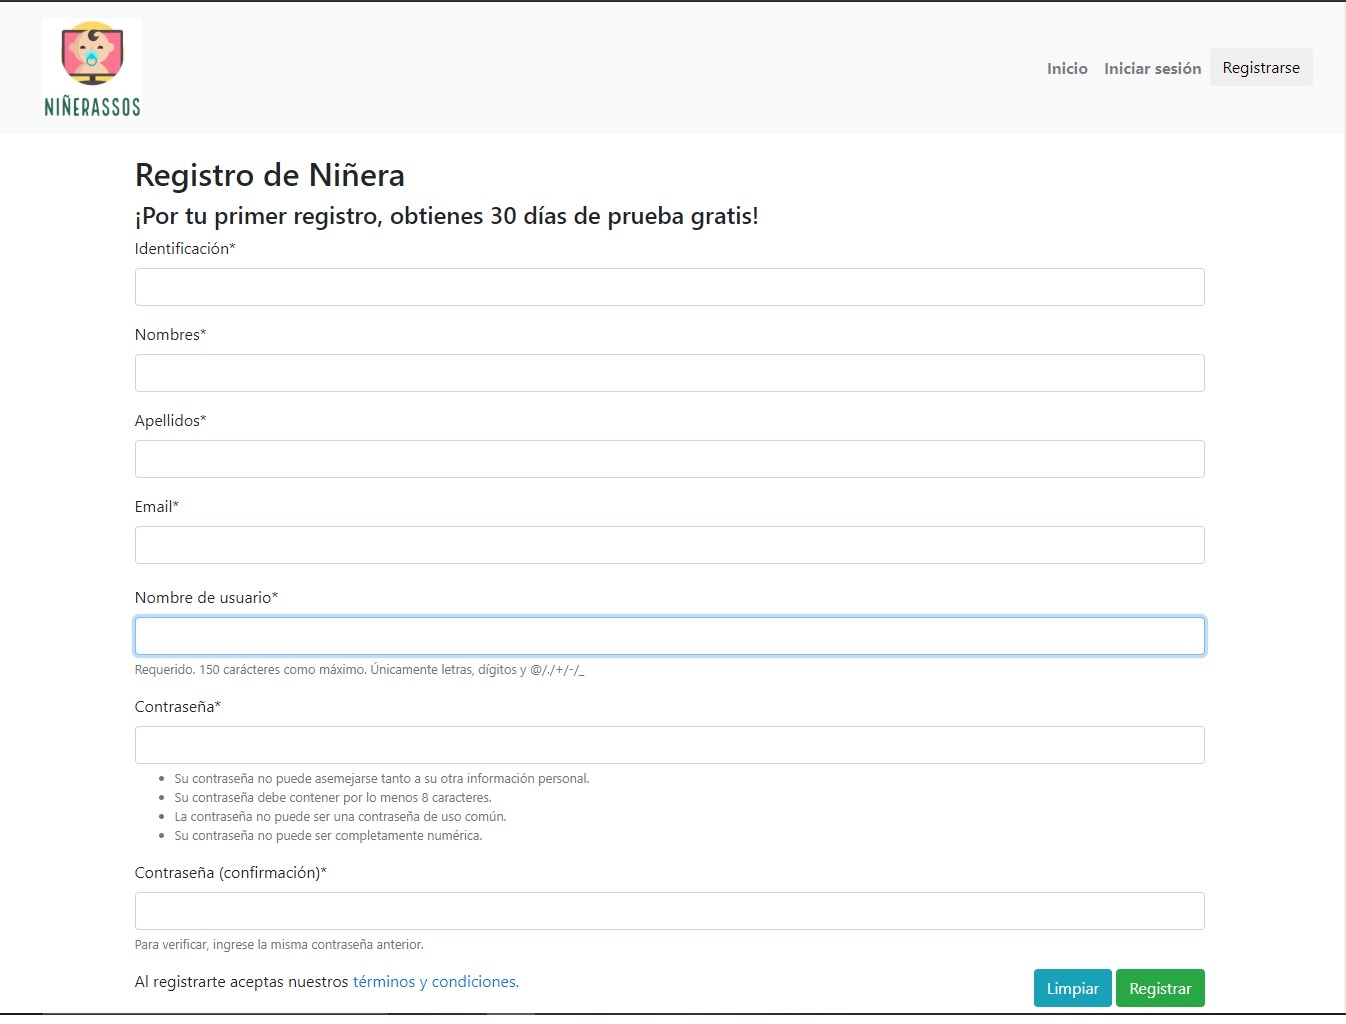 NIÑERASSOS
Inicio Iniciar sesión Registrarse
Registro de Niñera
¡Por tu primer registro, obtienes 30 días de prueba gratis!
Identificación*
Nombres*
Apellidos*
Email*
Nombre de usuario*
Requerido. 150 carácteres como máximo. Únicamente letras, dígitos y @/./+/-/_
Contraseña*
Su contraseña no puede asemejarse tanto a su otra información personal.
Su contraseña debe contener por lo menos 8 caracteres.
La contraseña no puede ser una contraseña de uso común.
Su contraseña no puede ser completamente numérica.
Contraseña (confirmación)*
Para verificar, ingrese la misma contraseña anterior.
Al registrarte aceptas nuestros términos y condiciones.
Limpiar Registrar